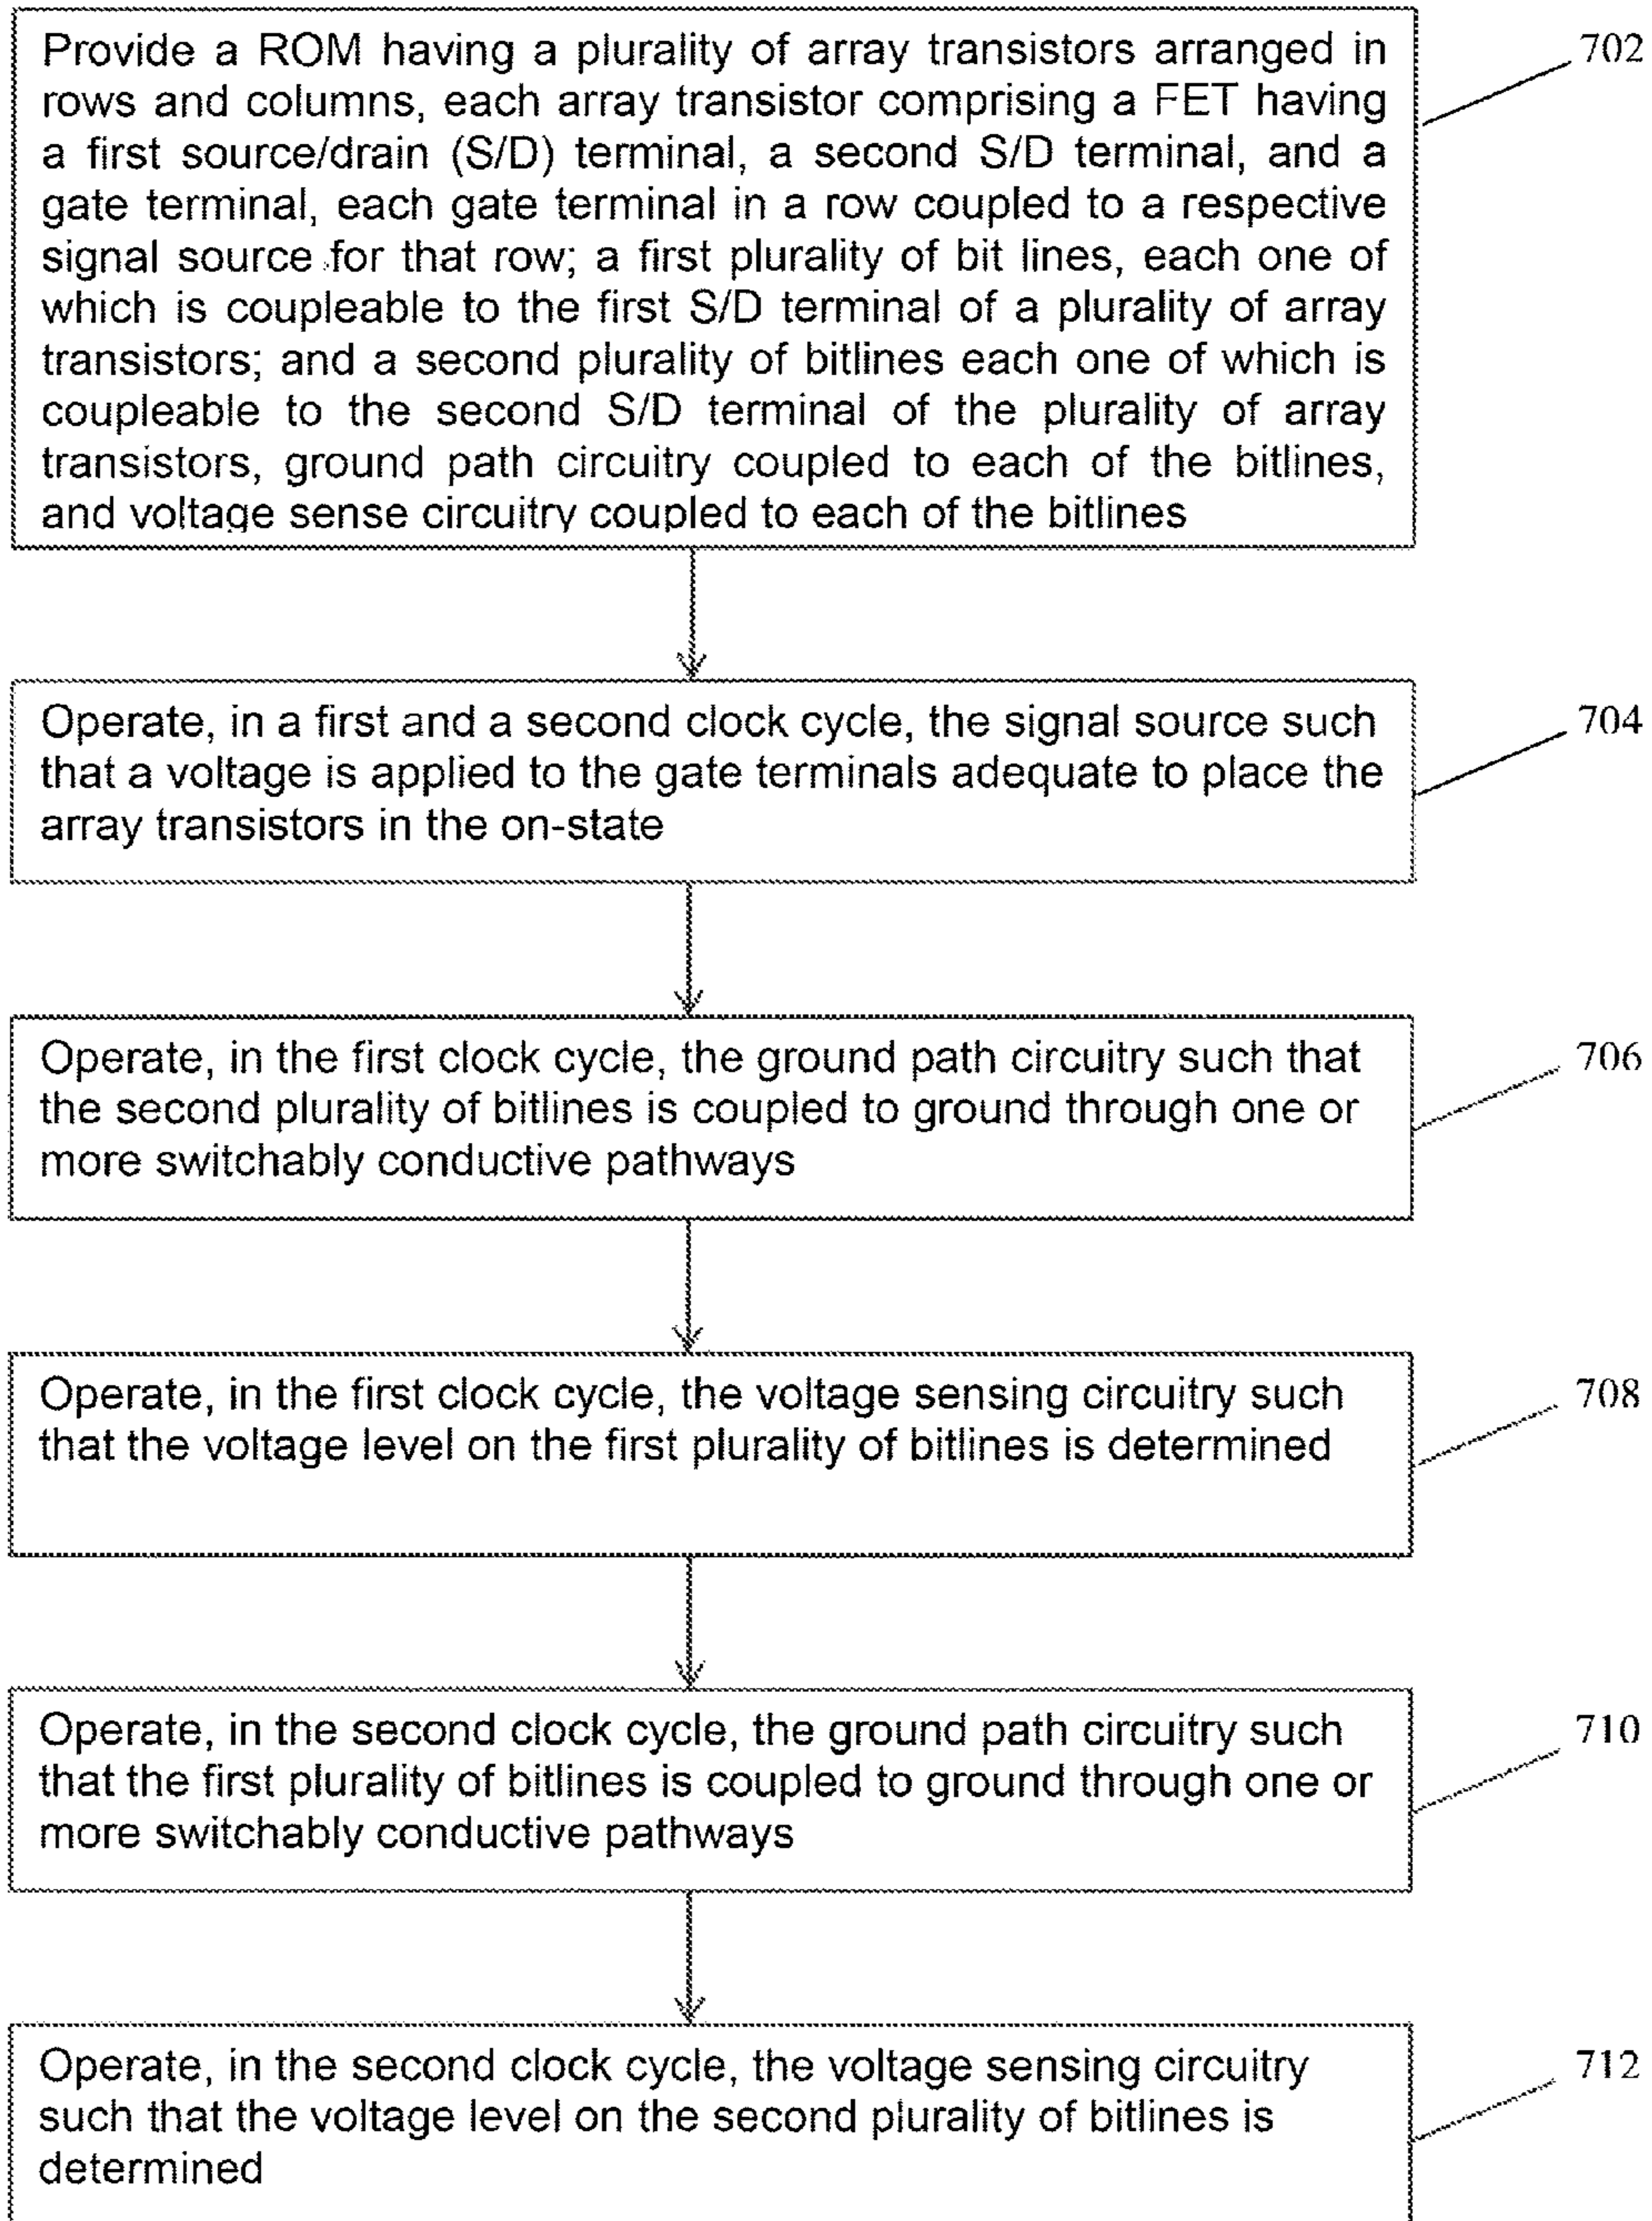 Provide a ROM having a plurality of array transistors arranged in
702
rows and columns, each array transistor comprising a FET having
a first source/drain (S/D) terminal, a second S/D terminal, and a
gate terminal, each gate terminal in a row coupled to a respective
signal source for that row; a first plurality of bit lines, each one of
which is coupleable to the first S/D terminal of a plurality of array
transistors; and a second plurality of bitlines each one of which is
coupleable to the second S/D terminal of the plurality of array
transistors, ground path circuitry coupled to each of the bitlines,
and voltage sense circuitry coupled to each of the bitlines
Operate, in a first and a second clock cycle, the signal source such
704
that a voltage is applied to the gate terminals adequate to place the
array transistors in the on-state
Operate, in the first clock cycle, the ground path circuitry such that
706
the second plurality of bitlines is coupled to ground through one or
more switchably conductive pathways
Operate, in the first clock cycle, the voltage sensing circuitry such
708
that the voltage level on the first plurality of bitlines is determined
Operate, in the second clock cycle, the ground path circuitry such
710
that the first plurality of bitlines is coupled to ground through one or
more switchably conductive pathways
Operate, in the second clock cycle, the voltage sensing circuitry
712
such that the voltage level on the second plurality of bitlines is
determined